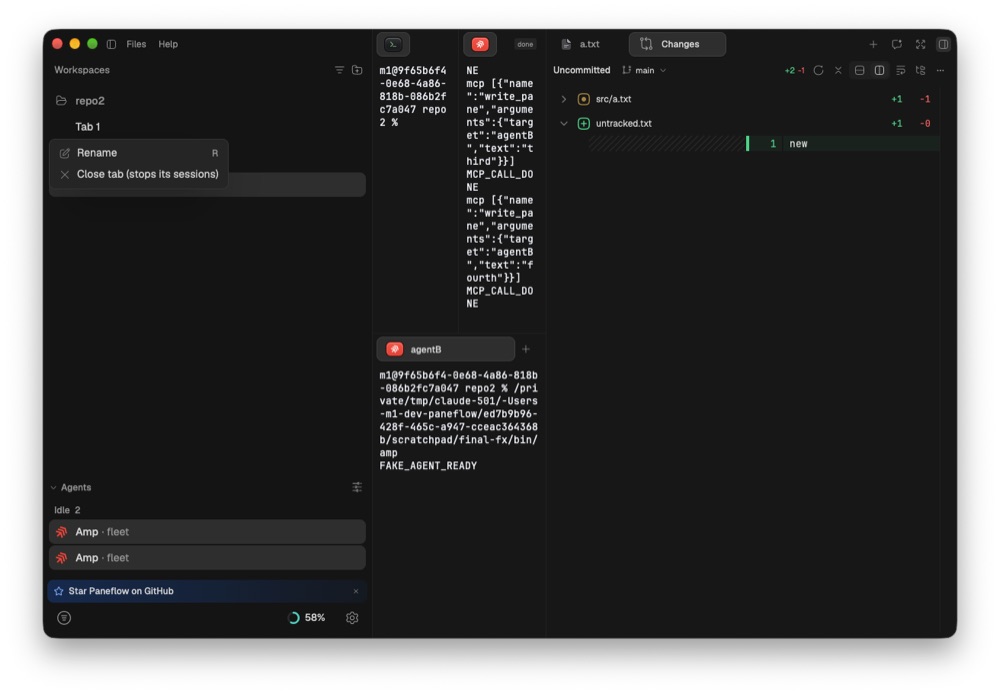 Files Help
Workspaces
repo2
Tab 1
Rename R
Close tab (stops its sessions)
Agents
Idle 2
Amp · fleet
Amp · fleet
Star Paneflow on GitHub ×
58%
m1@9f65b6f4
-0e68-4a86-
818b-086b2f
c7a047 repo
2 %
done
NE
mcp [{"name
":"write_pa
ne","argume
nts":{"targ
et":"agentB
","text":"t
hird"}}]
MCP_CALL_DO
NE
mcp [{"name
":"write_pa
ne","argume
nts":{"targ
et":"agentB
","text":"f
ourth"}}]
MCP_CALL_DO
NE
agentB +
m1@9f65b6f4-0e68-4a86-818b
-086b2fc7a047 repo2 % /pri
vate/tmp/claude-501/-Users
-m1-dev-paneflow/ed7b9b96-
428f-465c-a947-cceac364368
b/scratchpad/final-fx/bin/
amp
FAKE_AGENT_READY
a.txt Changes
Uncommitted main +2 -1
src/a.txt +1 -1
untracked.txt +1 -0
1 new